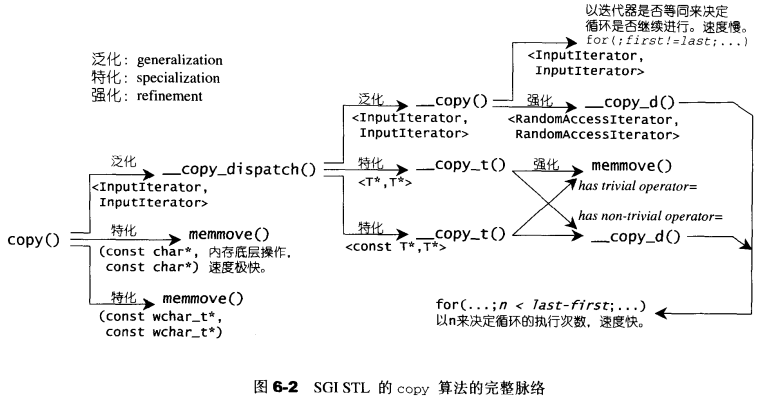 以迭代器是否等同来决定
循环是否继续进行。速度慢。
for(;first!=last;...)
泛化：generalization
特化：specialization
强化：refinement
<InputIterator,
InputIterator>
泛化
__copy()
强化
__copy_d()
<InputIterator,
InputIterator>
<RandomAccessIterator,
RandomAccessIterator>
泛化
__copy_dispatch()
<InputIterator,
InputIterator>
特化
__copy_t()
强化
memmove()
<T*,T*>
has trivial operator=
has non-trivial operator=
特化
__copy_t()
__copy_d()
<const T*,T*>
copy()
特化
memmove()
(const char*, 内存底层操作，
const char*) 速度极快。
特化
memmove()
(const wchar_t*,
const wchar_t*)
for(...;n < last-first;...)
以n来决定循环的执行次数，速度快。
图 6-2 SGI STL 的 copy 算法的完整脉络